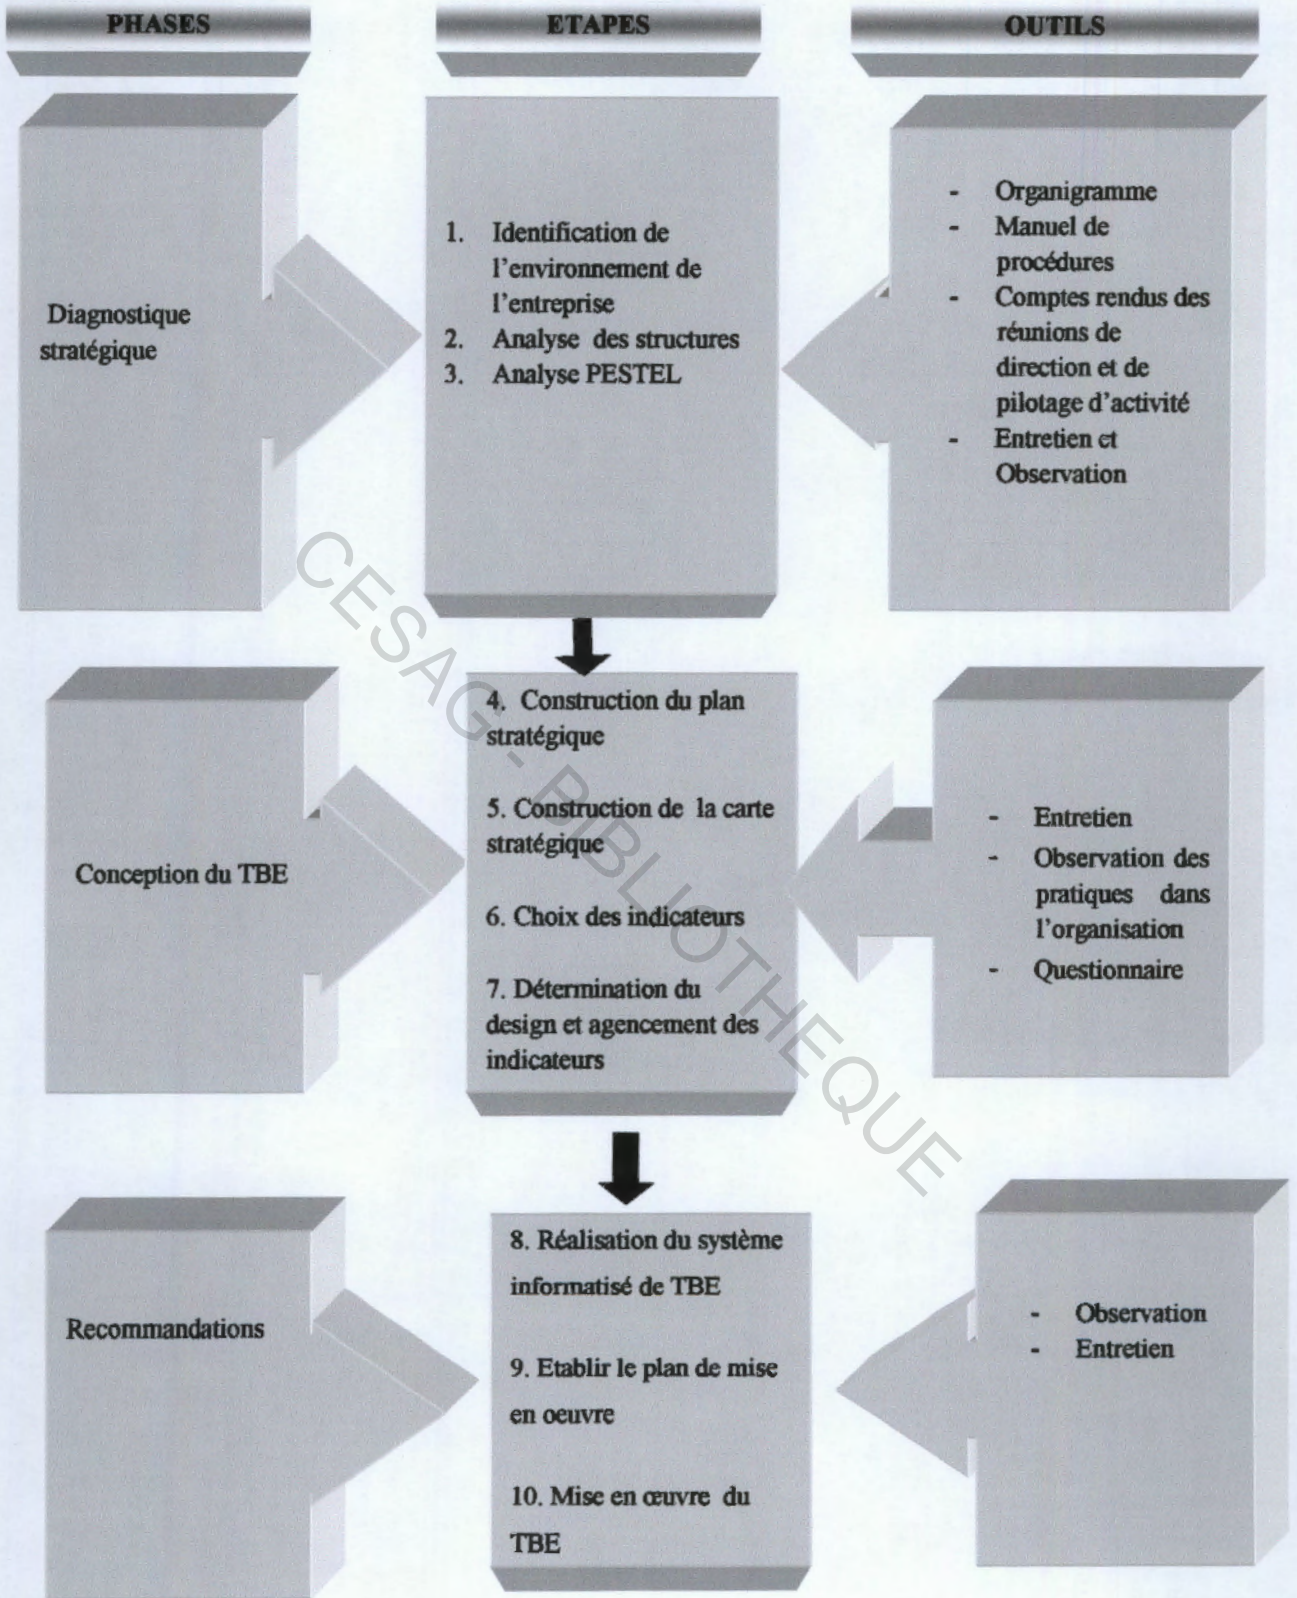 PHASES
ETAPES
OUTILS
Diagnostique
stratégique
1. Identification de
l'environnement de
l'entreprise
2. Analyse des structures
3. Analyse PESTEL
- Organigramme
- Manuel de
procédures
- Comptes rendus des
réunions de
direction et de
pilotage d'activité
- Entretien et
Observation
Conception du TBE
4. Construction du plan
stratégique
5. Construction de la carte
stratégique
6. Choix des indicateurs
7. Détermination du
design et agencement des
indicateurs
- Entretien
- Observation des
pratiques dans
l'organisation
- Questionnaire
Recommandations
8. Réalisation du système
informatisé de TBE
9. Etablir le plan de mise
en oeuvre
10. Mise en œuvre du
TBE
- Observation
- Entretien
CESAG - BIBLIOTHEQUE